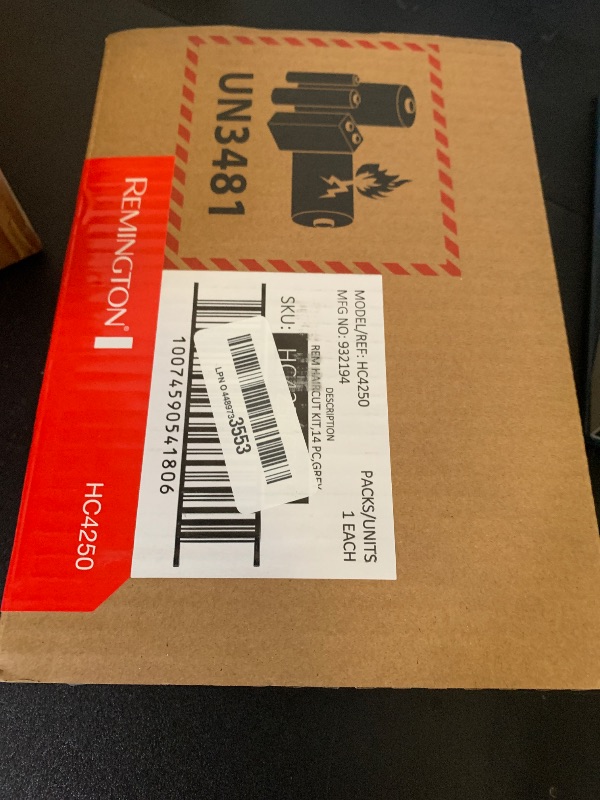 UN3481
REMINGTON®
HC4250
MODEL/REF: HC4250
MFG NO: 932194
PACKS/UNITS
1 EACH
DESCRIPTION
REM HAIRCUT KIT,14 PC,GREY
SKU:
LPN 3553
10074590541806